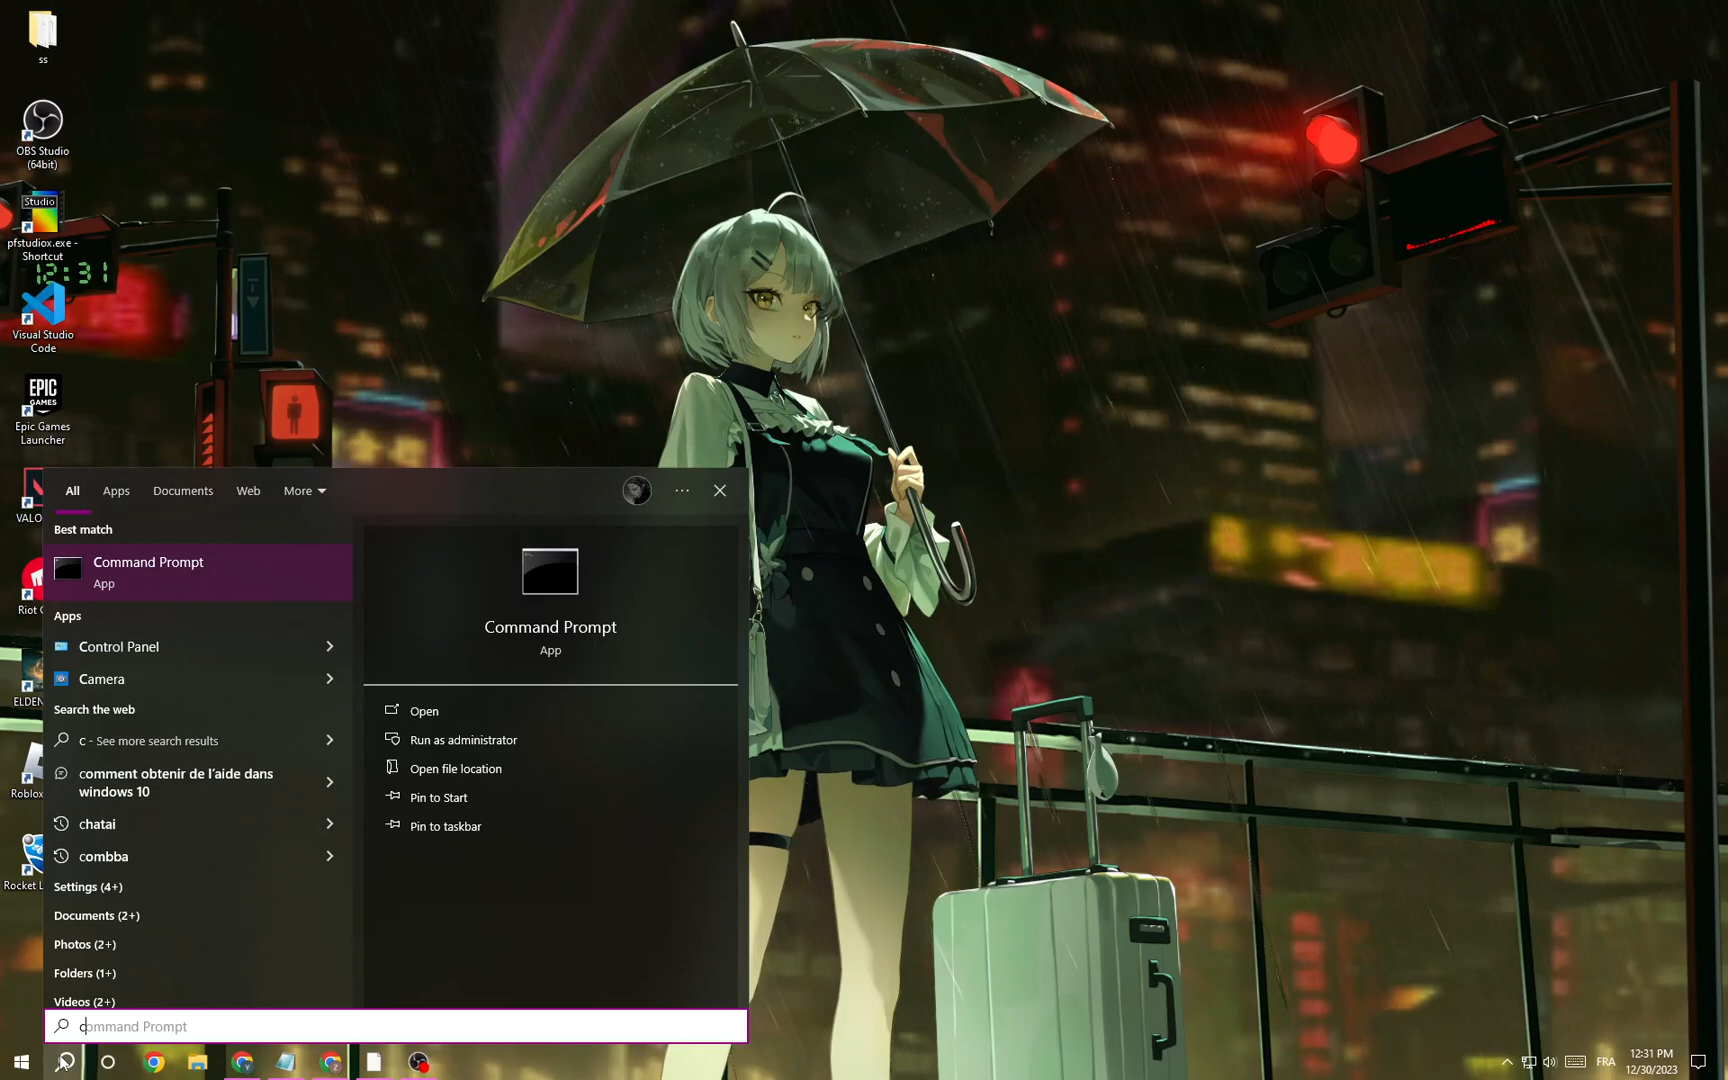 ss
OBS Studio
(64bit)
Studio
pfstudiox.exe -
Shortcut
12:31
Visual Studio
Code
EPIC
GAMES
Epic Games
Launcher
VALO
Riot C
ELDEN
Roblox
Rocket L
All
Apps
Documents
Web
More
Best match
Command Prompt
App
Apps
Control Panel
Camera
Search the web
c - See more search results
comment obtenir de l'aide dans
windows 10
chatai
combba
Settings (4+)
Documents (2+)
Photos (2+)
Folders (1+)
Videos (2+)
Command Prompt
App
Open
Run as administrator
Open file location
Pin to Start
Pin to taskbar
command Prompt
FRA
12:31 PM
12/30/2023